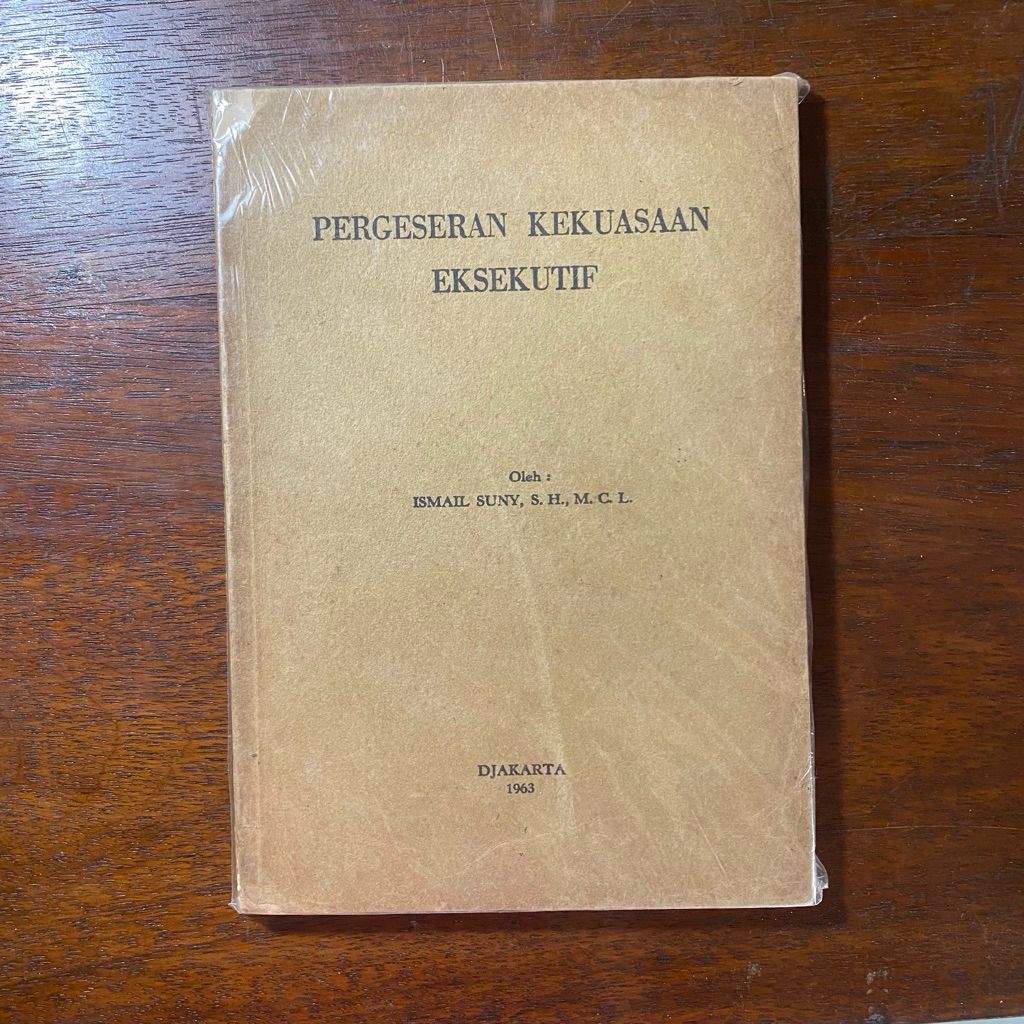 PERGESERAN KEKUASAAN
EKSEKUTIF
Oleh :
ISMAIL SUNY, S. H., M. C. L.
DJAKARTA
1963